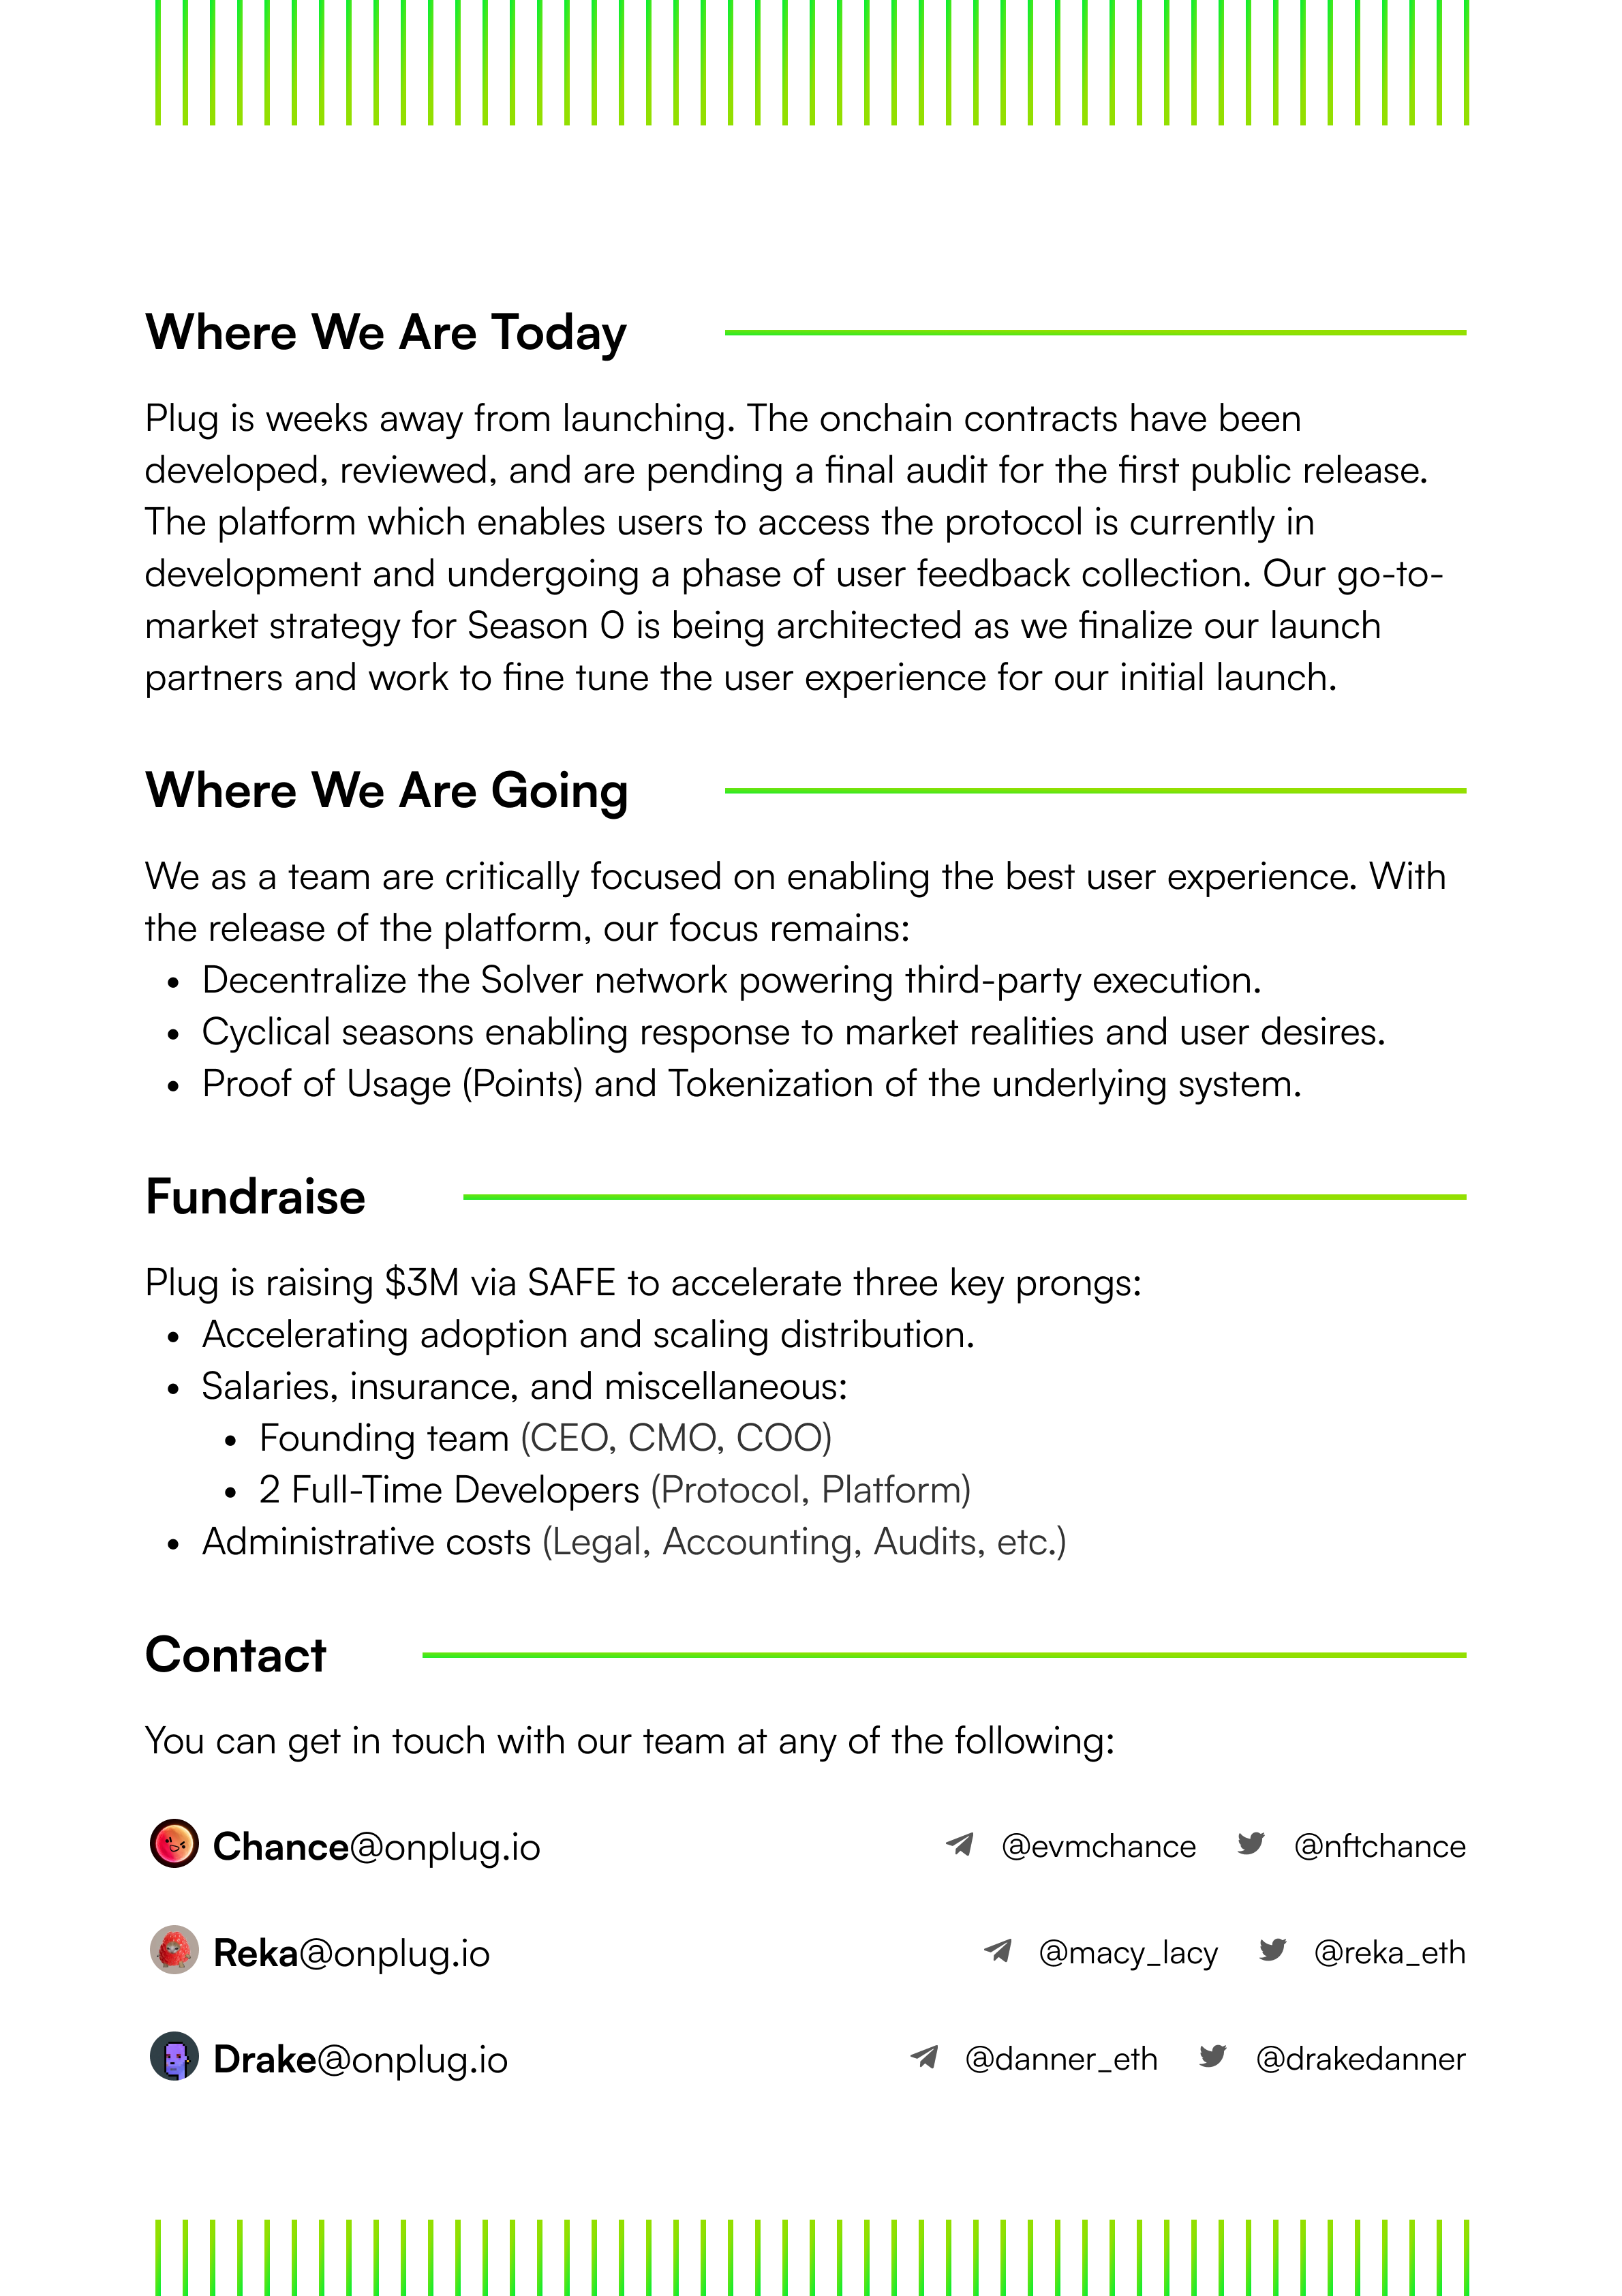 Where We Are Today
Plug is weeks away from launching. The onchain contracts have been
developed, reviewed, and are pending a final audit for the first public release.
The platform which enables users to access the protocol is currently in
development and undergoing a phase of user feedback collection. Our go-to-
market strategy for Season 0 is being architected as we finalize our launch
partners and work to fine tune the user experience for our initial launch.
Where We Are Going
We as a team are critically focused on enabling the best user experience. With
the release of the platform, our focus remains:
• Decentralize the Solver network powering third-party execution.
• Cyclical seasons enabling response to market realities and user desires.
• Proof of Usage (Points) and Tokenization of the underlying system.
Fundraise
Plug is raising $3M via SAFE to accelerate three key prongs:
• Accelerating adoption and scaling distribution.
• Salaries, insurance, and miscellaneous:
• Founding team (CEO, CMO, COO)
• 2 Full-Time Developers (Protocol, Platform)
• Administrative costs (Legal, Accounting, Audits, etc.)
Contact
You can get in touch with our team at any of the following:
Chance@onplug.io @evmchance @nftchance
Reka@onplug.io @macy_lacy @reka_eth
Drake@onplug.io @danner_eth @drakedanner